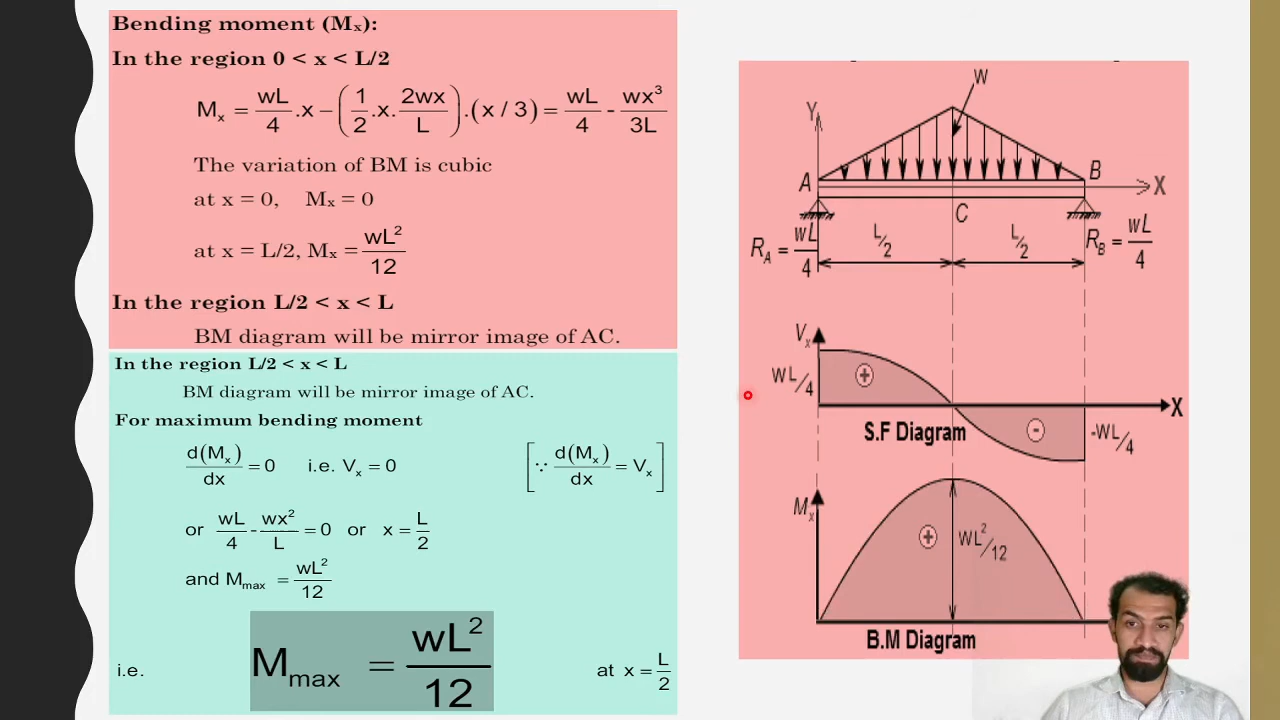 Bending moment (Mₓ):
In the region 0 < x < L/2
Mₓ = wL/4 .x − (1/2 .x. 2wx/L) .(x / 3) = wL/4 - wx³/3L
The variation of BM is cubic
at x = 0, Mₓ = 0
at x = L/2, Mₓ = wL²/12
In the region L/2 < x < L
BM diagram will be mirror image of AC.
In the region L/2 < x < L
BM diagram will be mirror image of AC.
For maximum bending moment
d(Mₓ)/dx = 0 i.e. Vₓ = 0 [∵ d(Mₓ)/dx = Vₓ]
or wL/4 - wx²/L = 0 or x = L/2
and Mmax = wL²/12
i.e. Mmax = wL²/12 at x = L/2
W
Y
A
B
X
C
R_A = wL/4
L/2
L/2
R_B = wL/4
Vₓ
WL/4
+
X
S.F Diagram
-
-WL/4
Mₓ
+
WL²/12
B.M Diagram